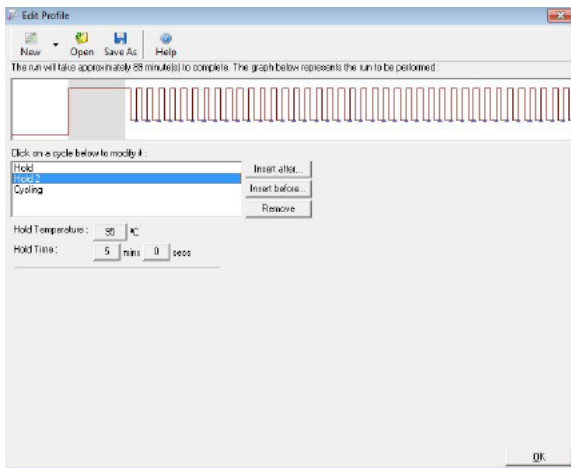 Edit Profile
New Open Save As Help
The run will take approximately 89 minute(s) to complete. The graph below represents the run to be performed :
Click on a cycle below to modify it :
Hold
Hold 2
Cycling
Insert after...
Insert before...
Remove
Hold Temperature : 95 °C
Hold Time : 5 mins 0 secs
OK